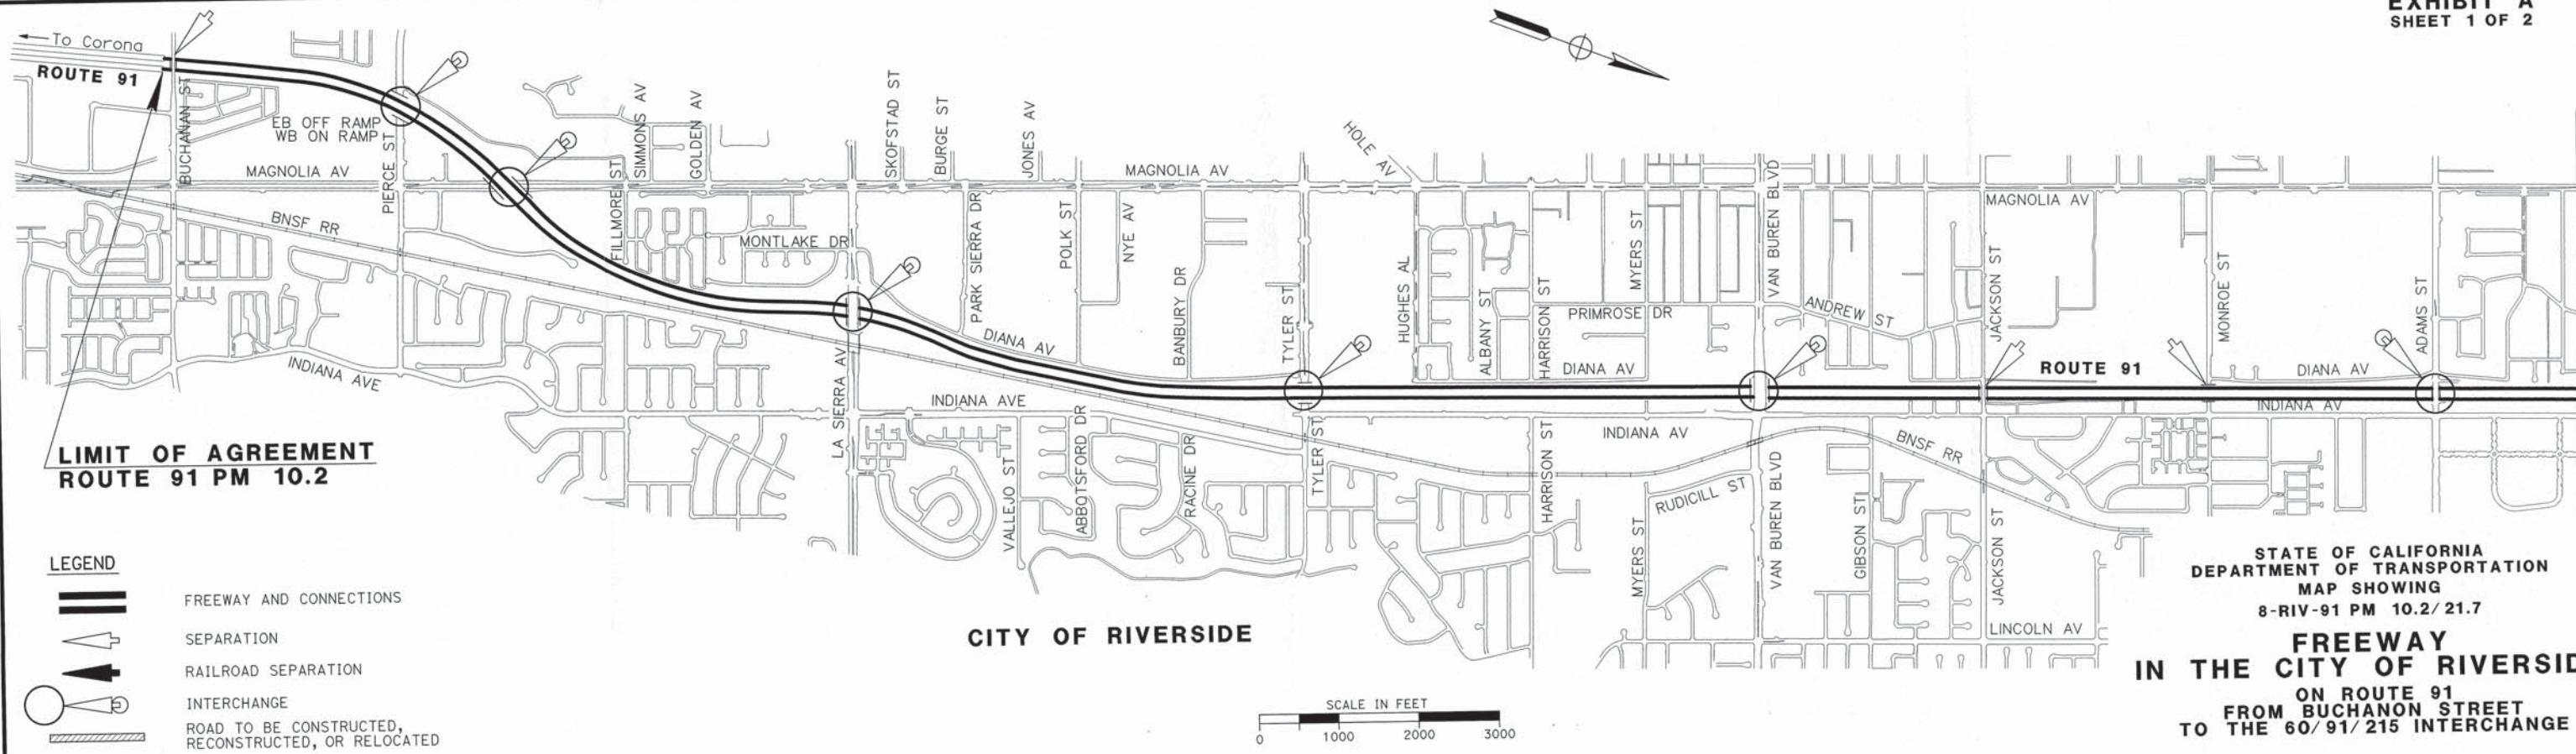 EXHIBIT A
SHEET 1 OF 2
To Corona
ROUTE 91
BUCHANAN ST
EB OFF RAMP
WB ON RAMP
PIERCE ST
MAGNOLIA AV
BNSF RR
FILLMORE ST
SIMMONS AV
GOLDEN AV
MONTLAKE DR
SKOFSTAD ST
BURGE ST
JONES AV
MAGNOLIA AV
HOLE AV
PARK SIERRA DR
POLK ST
NYE AV
BANBURY DR
TYLER ST
HUGHES AL
ALBANY ST
HARRISON ST
MYERS ST
PRIMROSE DR
DIANA AV
VAN BUREN BLVD
ANDREW ST
MAGNOLIA AV
JACKSON ST
ROUTE 91
MONROE ST
DIANA AV
ADAMS ST
INDIANA AV
DIANA AV
INDIANA AVE
LA SIERRA AV
INDIANA AVE
VALLEJO ST
ABBOTSFORD DR
RACINE DR
TYLER ST
HARRISON ST
INDIANA AV
MYERS ST
RUDICILL ST
VAN BUREN BLVD
GIBSON ST
BNSF RR
JACKSON ST
LINCOLN AV
LIMIT OF AGREEMENT
ROUTE 91 PM 10.2
LEGEND
FREEWAY AND CONNECTIONS
SEPARATION
RAILROAD SEPARATION
INTERCHANGE
ROAD TO BE CONSTRUCTED,
RECONSTRUCTED, OR RELOCATED
CITY OF RIVERSIDE
SCALE IN FEET
0 1000 2000 3000
STATE OF CALIFORNIA
DEPARTMENT OF TRANSPORTATION
MAP SHOWING
8-RIV-91 PM 10.2/21.7
FREEWAY
IN THE CITY OF RIVERSID
ON ROUTE 91
FROM BUCHANON STREET
TO THE 60/91/215 INTERCHANGE